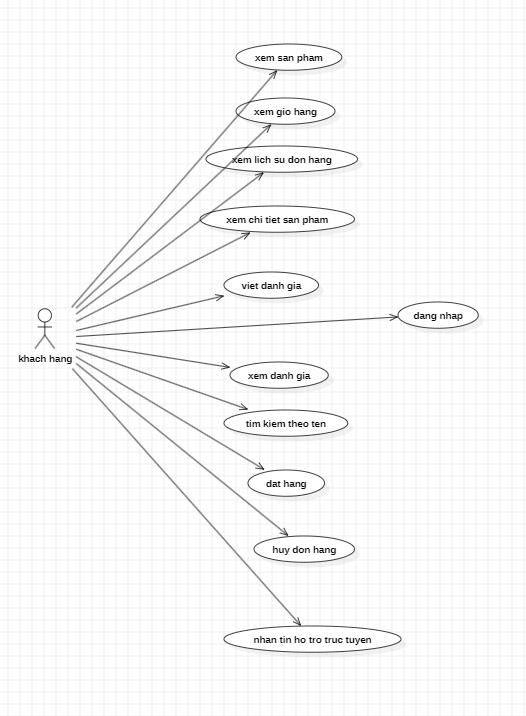 xem san pham
xem gio hang
xem lich su don hang
xem chi tiet san pham
viet danh gia
dang nhap
khach hang
xem danh gia
tim kiem theo ten
dat hang
huy don hang
nhan tin ho tro truc tuyen